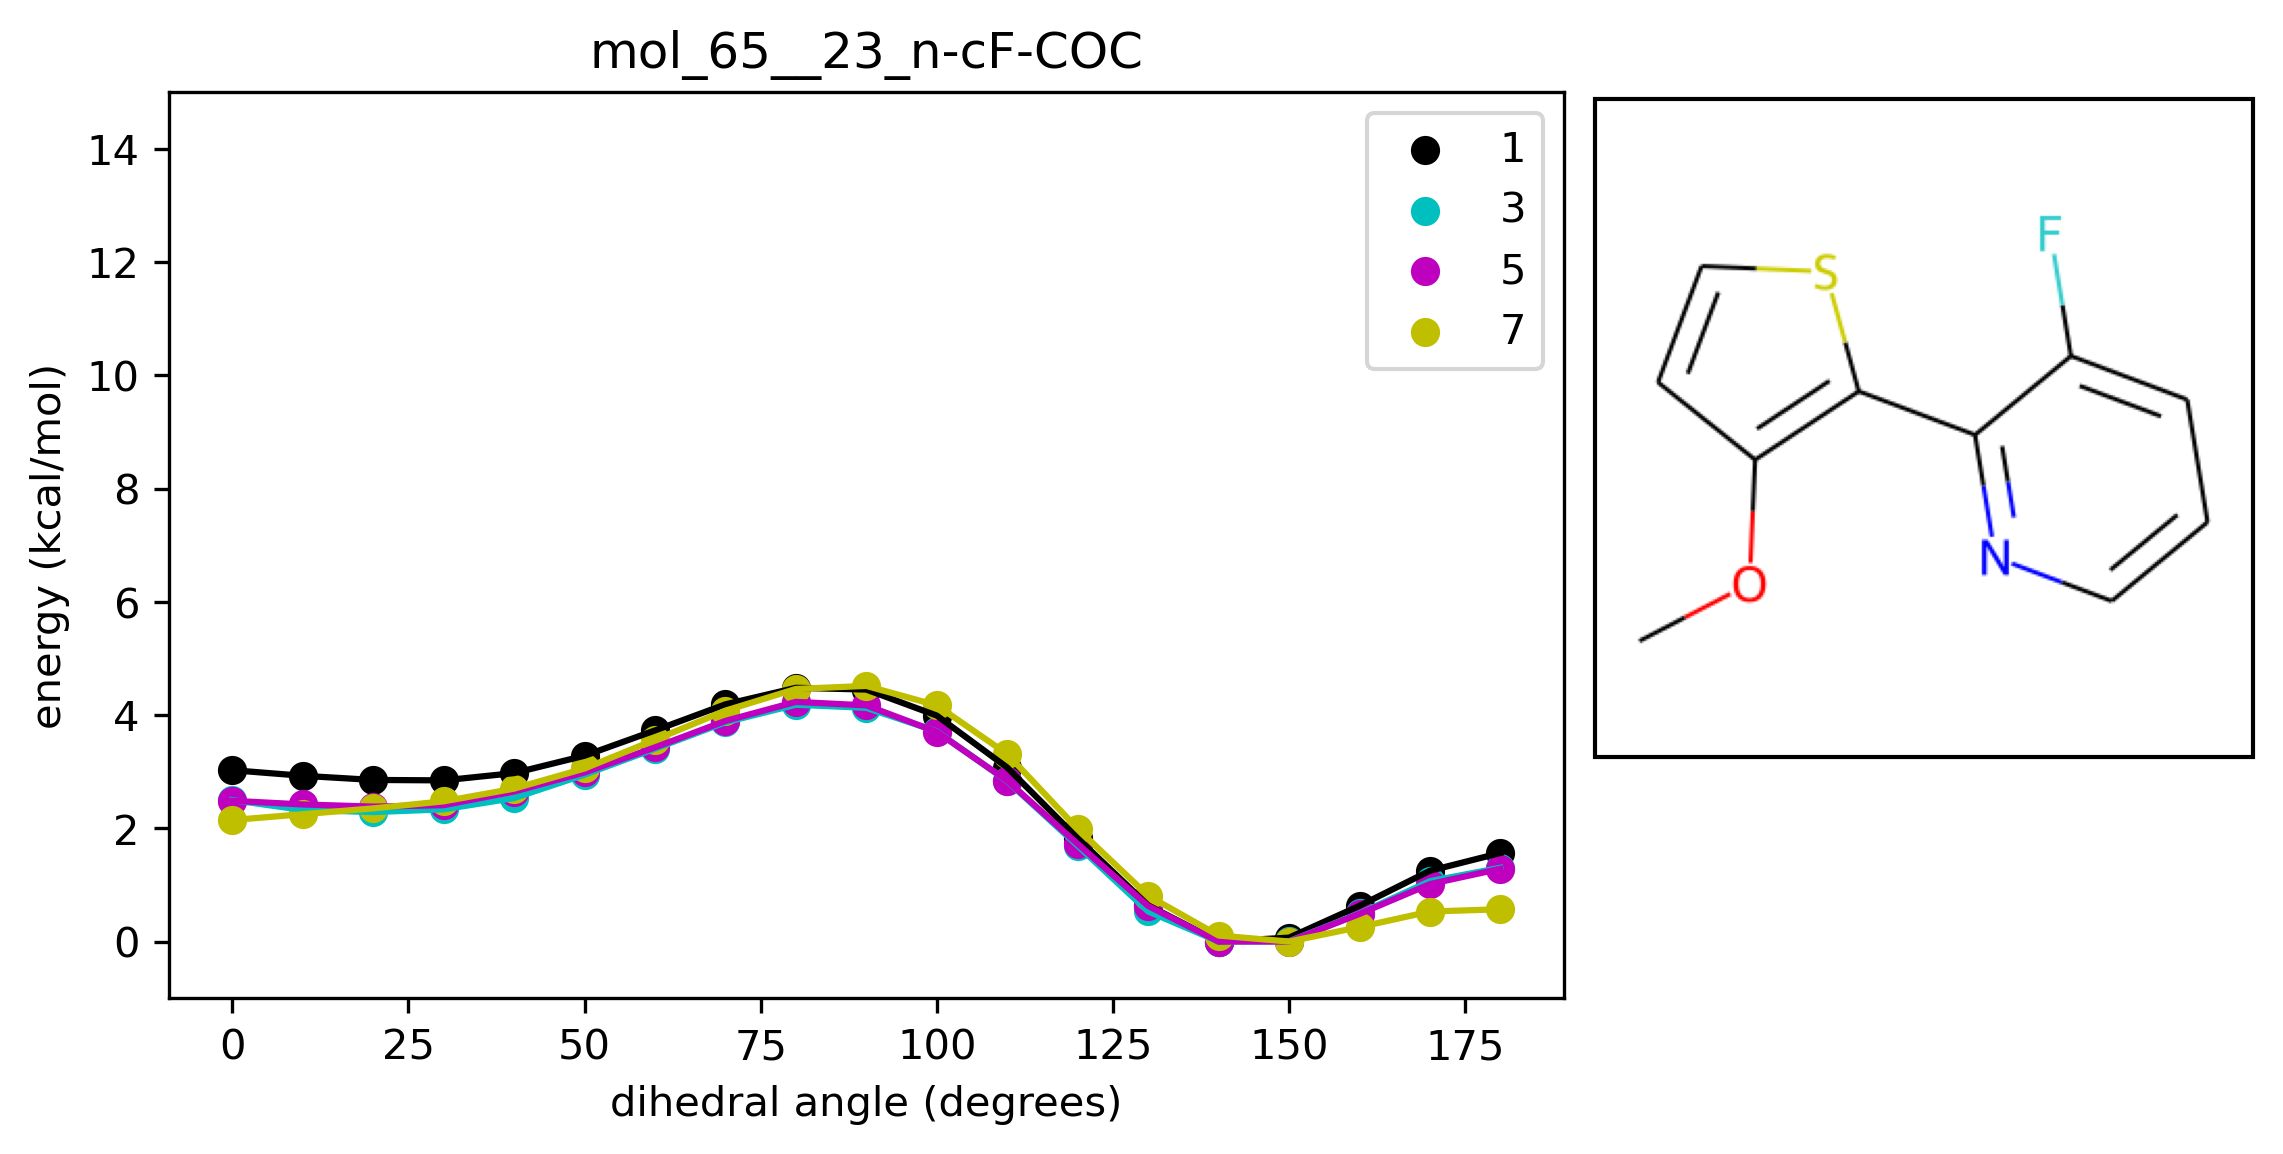 mol_65__23_n-cF-COC
energy (kcal/mol)
14
12
10
8
6
4
2
0
0 25 50 75 100 125 150 175
dihedral angle (degrees)
1
3
5
7
F
S
N
O